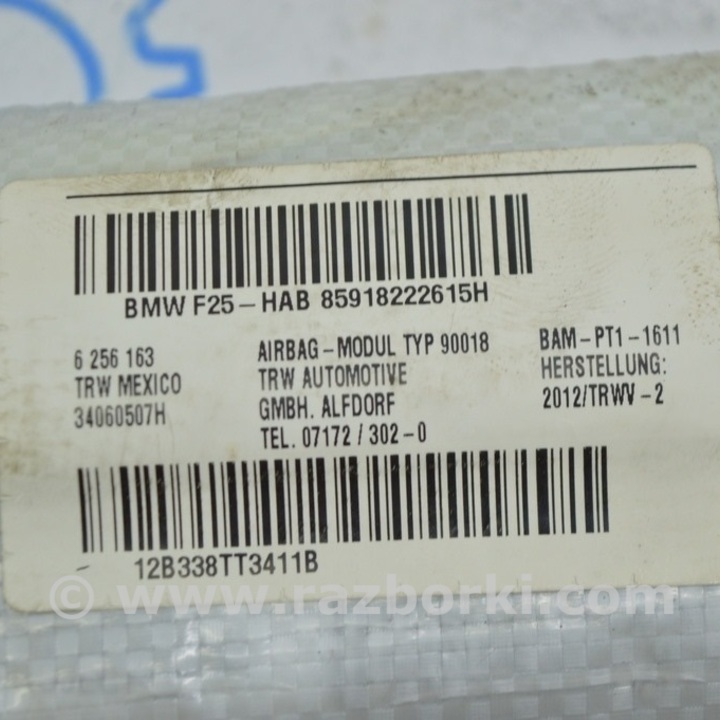 BMW F25-HAB 85918222615H
6 256 163
TRW MEXICO
34060507H
AIRBAG-MODUL TYP 90018
TRW AUTOMOTIVE
GMBH. ALFDORF
TEL. 07172 / 302-0
BAM-PT1-1611
HERSTELLUNG:
2012/TRWV-2
12B338TT3411B
© www.razborki.com